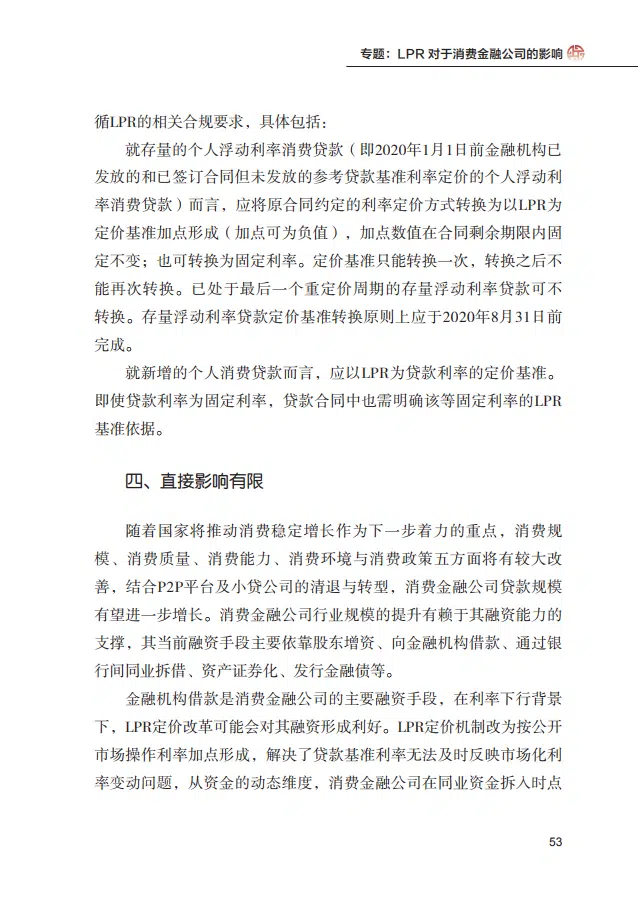 专题：LPR 对于消费金融公司的影响
循LPR的相关合规要求，具体包括：
就存量的个人浮动利率消费贷款（即2020年1月1日前金融机构已
发放的和已签订合同但未发放的参考贷款基准利率定价的个人浮动利
率消费贷款）而言，应将原合同约定的利率定价方式转换为以LPR为
定价基准加点形成（加点可为负值），加点数值在合同剩余期限内固
定不变；也可转换为固定利率。定价基准只能转换一次，转换之后不
能再次转换。已处于最后一个重定价周期的存量浮动利率贷款可不
转换。存量浮动利率贷款定价基准转换原则上应于2020年8月31日前
完成。
就新增的个人消费贷款而言，应以LPR为贷款利率的定价基准。
即使贷款利率为固定利率，贷款合同中也需明确该等固定利率的LPR
基准依据。
四、直接影响有限
随着国家将推动消费稳定增长作为下一步着力的重点，消费规
模、消费质量、消费能力、消费环境与消费政策五方面将有较大改
善，结合P2P平台及小贷公司的清退与转型，消费金融公司贷款规模
有望进一步增长。消费金融公司行业规模的提升有赖于其融资能力的
支撑，其当前融资手段主要依靠股东增资、向金融机构借款、通过银
行间同业拆借、资产证券化、发行金融债等。
金融机构借款是消费金融公司的主要融资手段，在利率下行背景
下，LPR定价改革可能会对其融资形成利好。LPR定价机制改为按公开
市场操作利率加点形成，解决了贷款基准利率无法及时反映市场化利
率变动问题，从资金的动态维度，消费金融公司在同业资金拆入时点
53